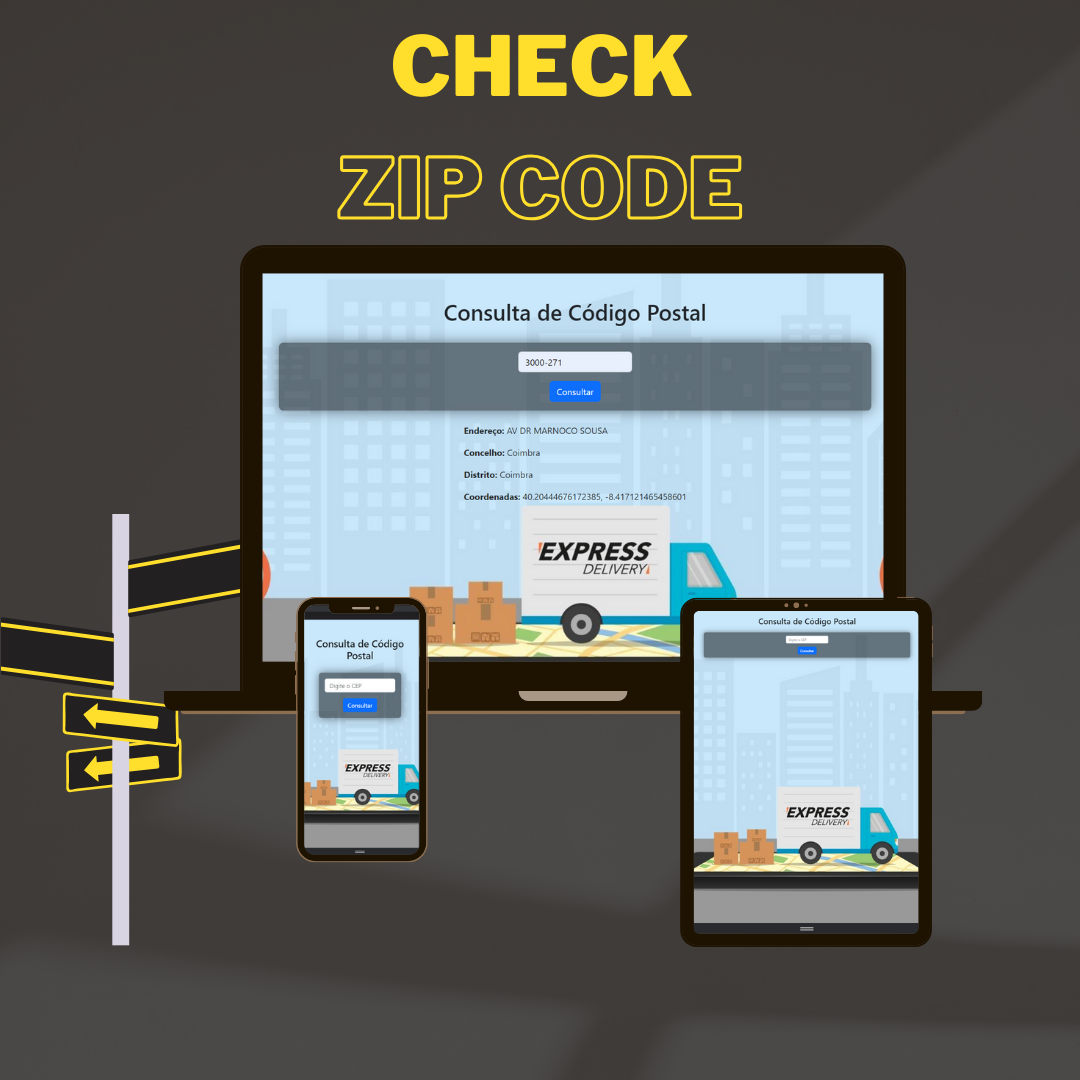 CHECK
ZIP CODE
Consulta de Código Postal
3000-271
Consultar
Endereço: AV DR MARNOCO SOUSA
Concelho: Coimbra
Distrito: Coimbra
Coordenadas: 40.20444676172385, -8.417121465458601
EXPRESS
DELIVERY
Consulta de Código
Postal
Digite o CEP
Consultar
EXPRESS
DELIVERY
Consulta de Código Postal
Digite o CEP
Consultar
EXPRESS
DELIVERY